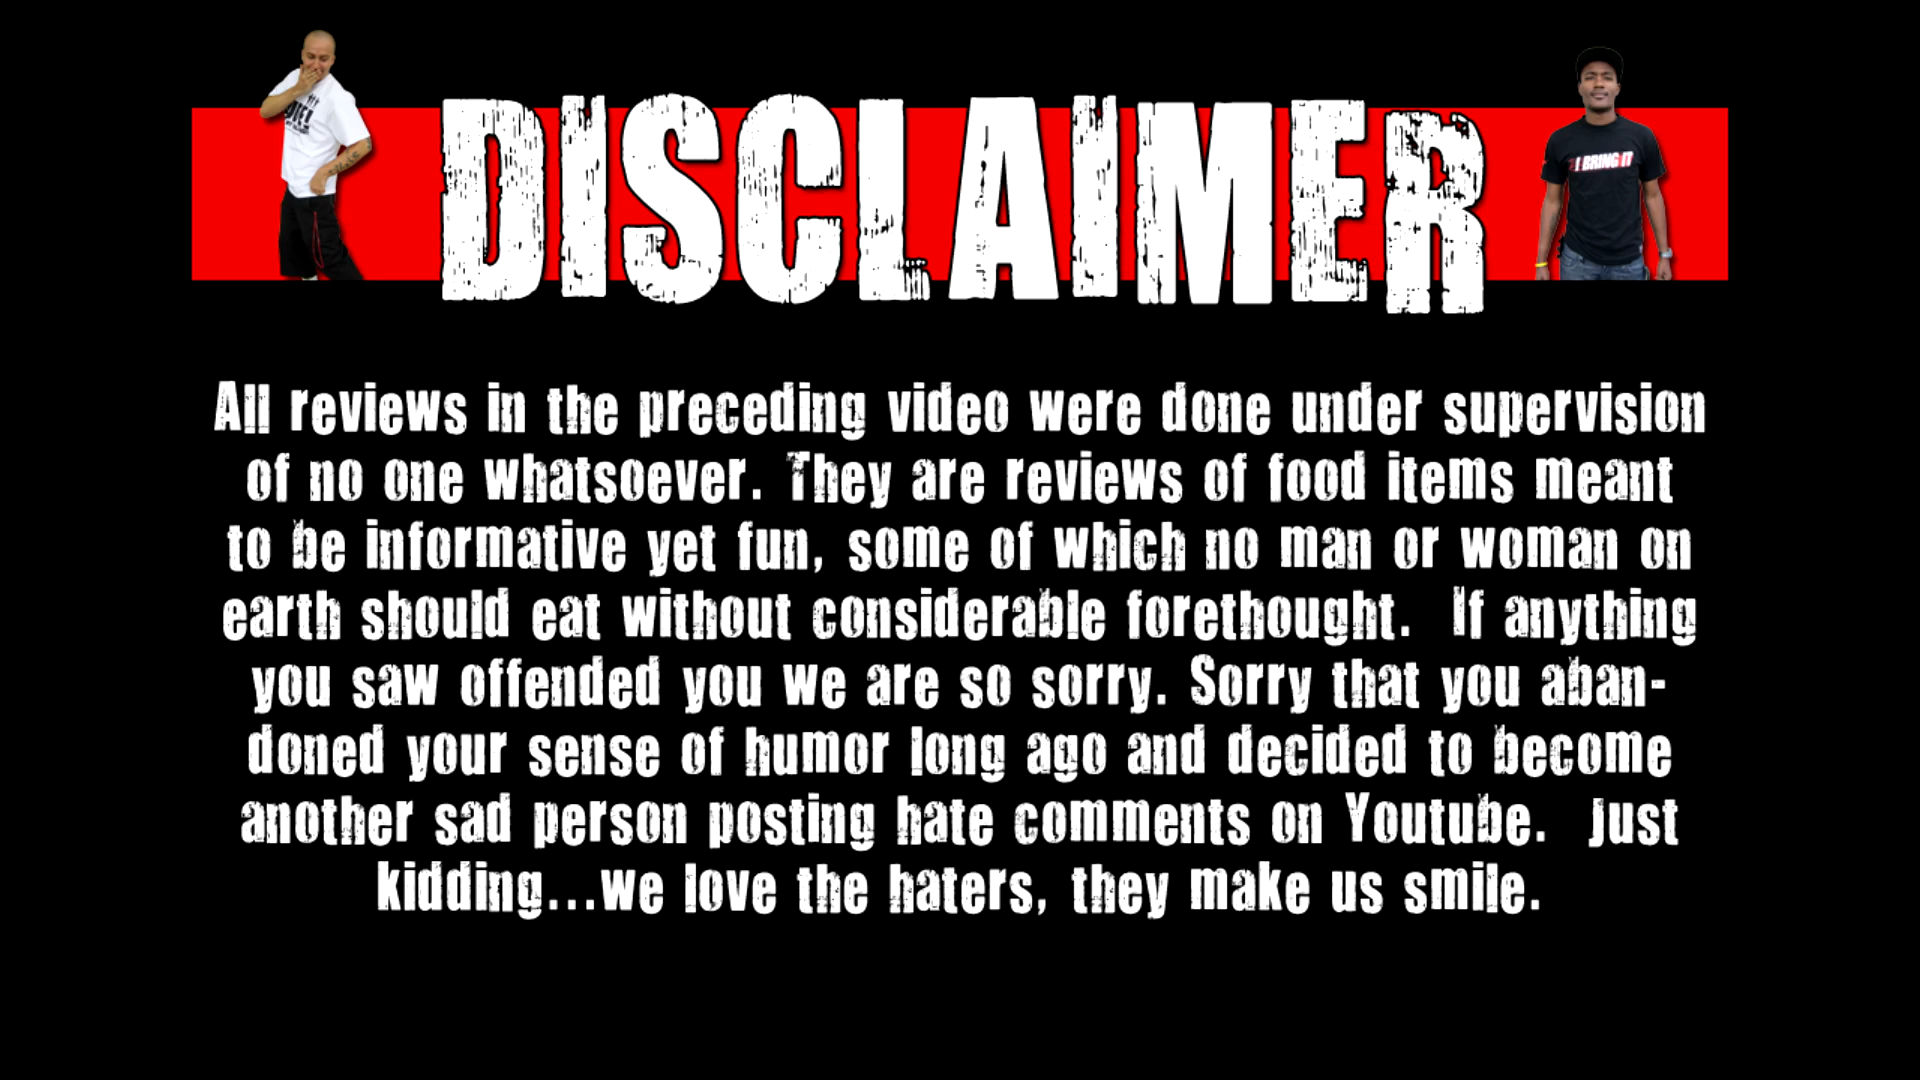 DISCLAIMER
DIET
I BRING IT
All reviews in the preceding video were done under supervision
of no one whatsoever. They are reviews of food items meant
to be informative yet fun, some of which no man or woman on
earth should eat without considerable forethought. If anything
you saw offended you we are so sorry. Sorry that you aban-
doned your sense of humor long ago and decided to become
another sad person posting hate comments on Youtube. Just
kidding...we love the haters, they make us smile.